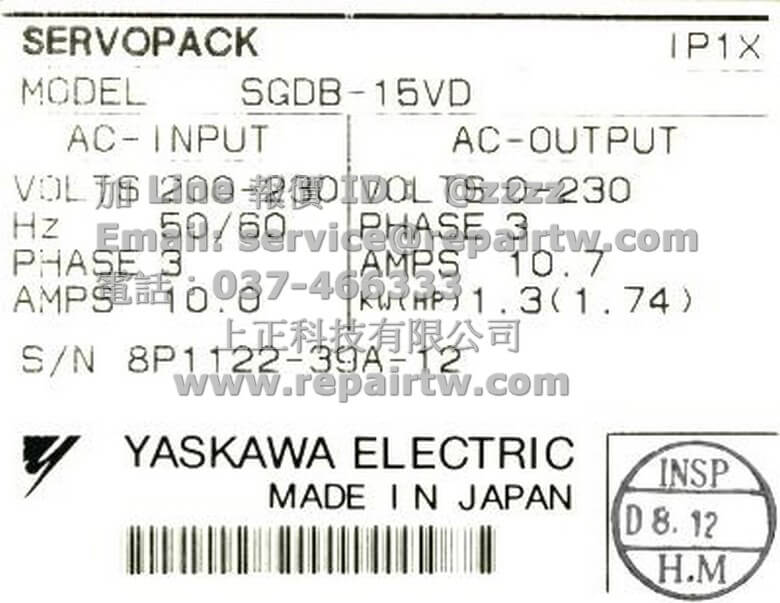 SERVOPACK IP1X
MODEL SGDB-15VD
AC-INPUT AC-OUTPUT
VOLTS 200-230 VOLTS 0-230
加 Line 報價 ID： @zzzz
Hz 50/60 PHASE 3
Email: service@repairtw.com
PHASE 3 AMPS 10.7
電話：037-466333
AMPS 10.0 KW(HP) 1.3(1.74)
上正科技有限公司
S/N 8P1122-39A-12
www.repairtw.com
YASKAWA ELECTRIC
MADE IN JAPAN
INSP
D 8.12
H.M